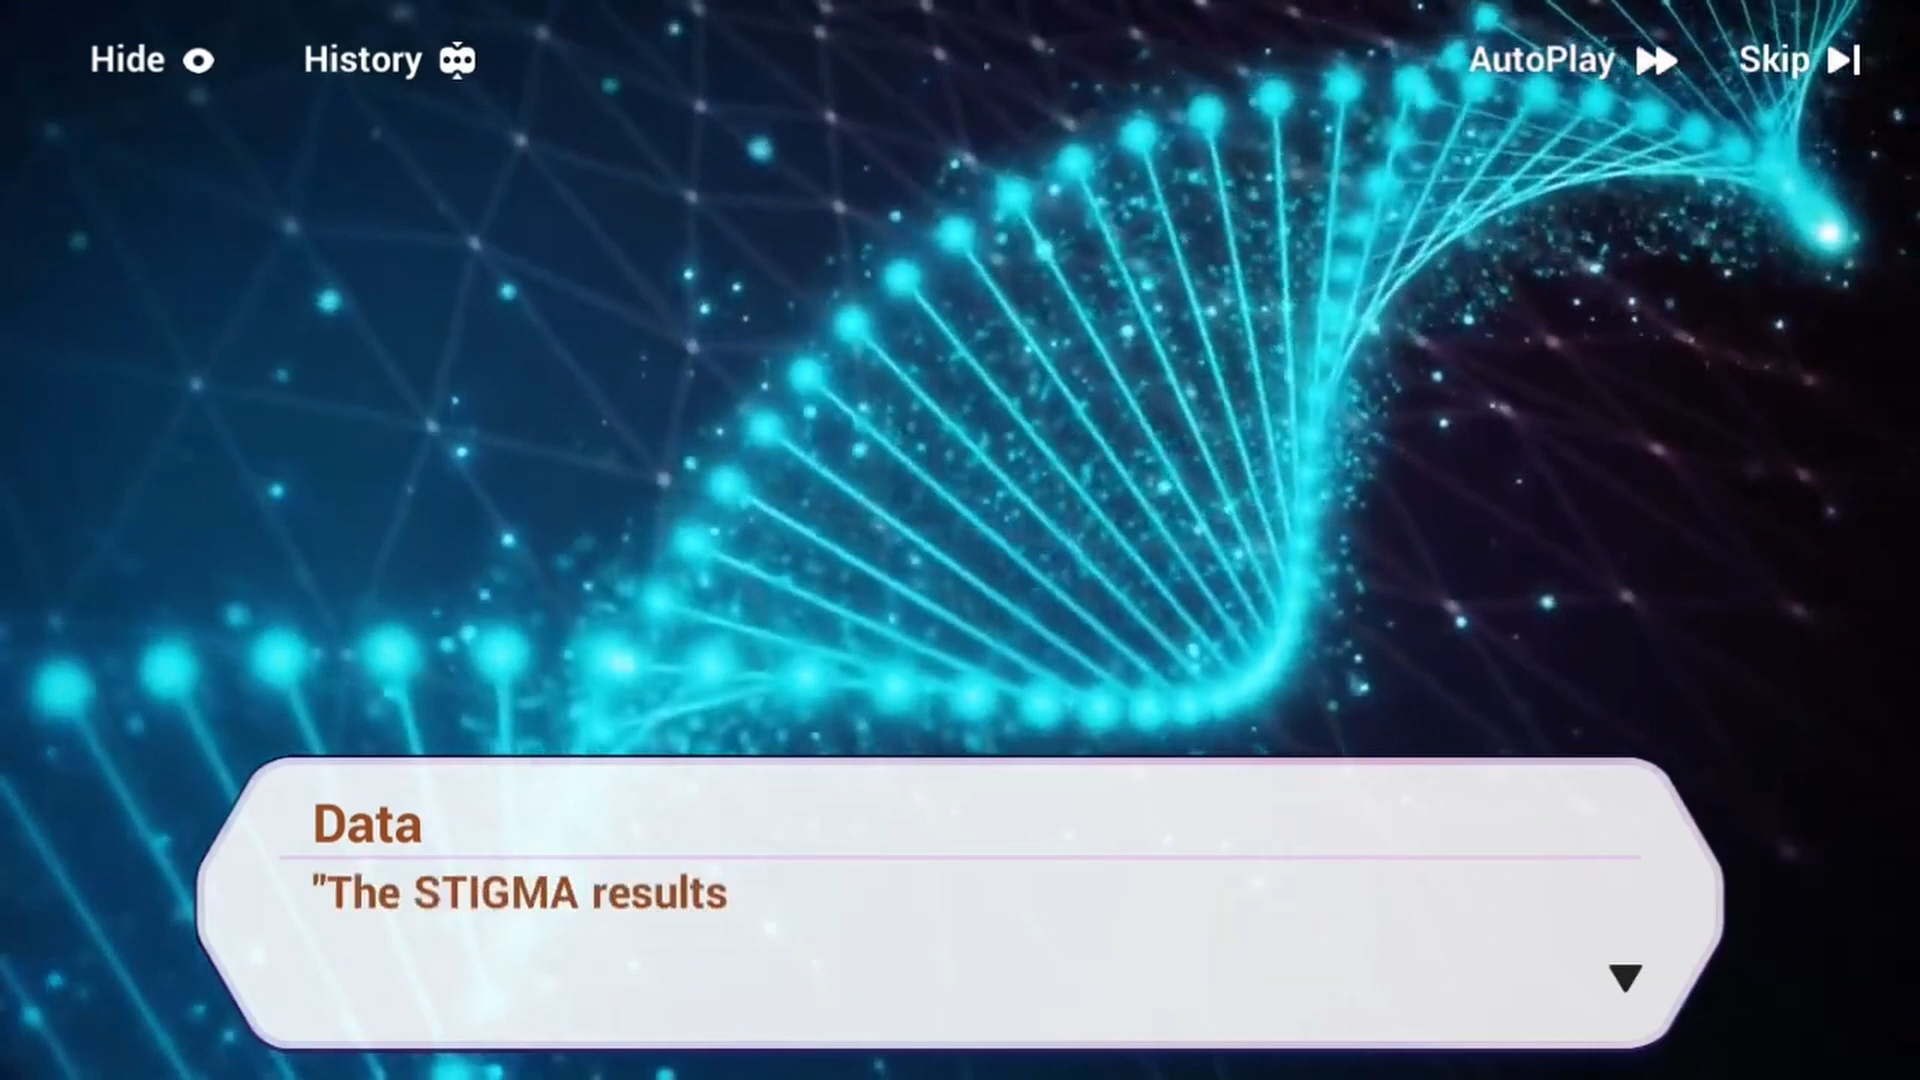 Hide
History
AutoPlay
Skip
Data
"The STIGMA results